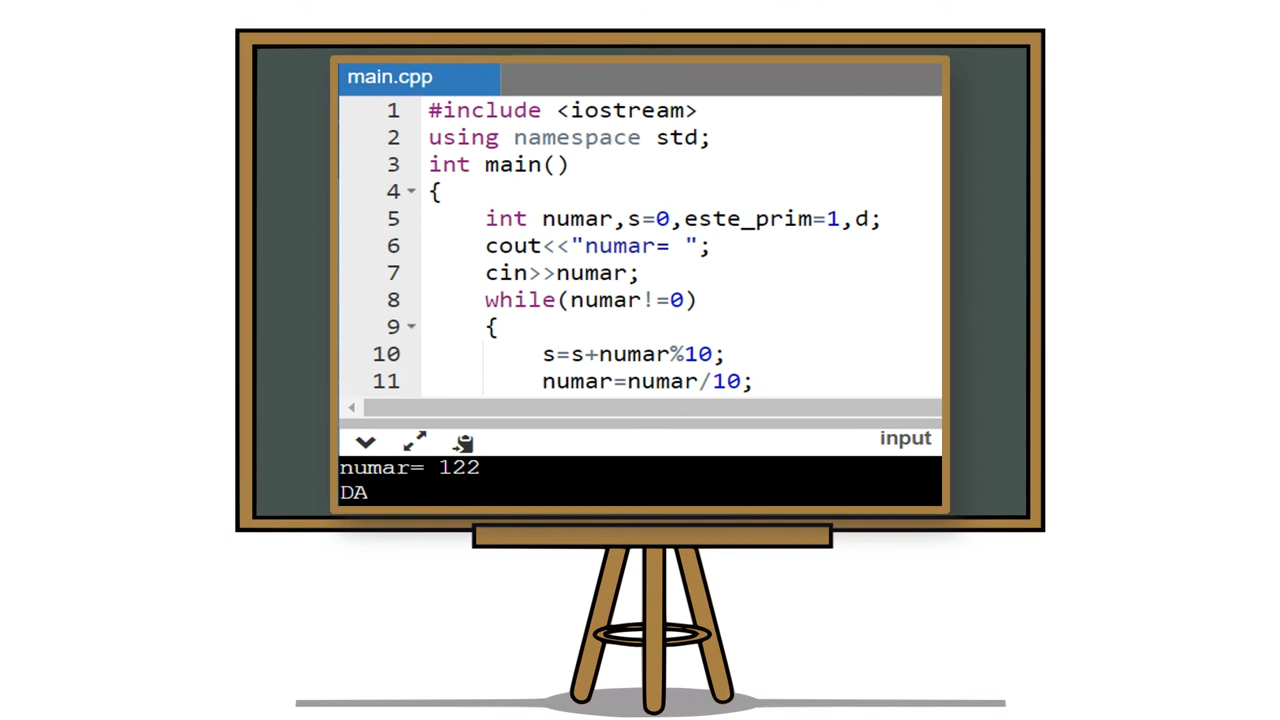 main.cpp
1 #include <iostream>
2 using namespace std;
3 int main()
4 {
5 int numar,s=0,este_prim=1,d;
6 cout<<"numar= ";
7 cin>>numar;
8 while(numar!=0)
9 {
10 s=s+numar%10;
11 numar=numar/10;
input
numar= 122
DA